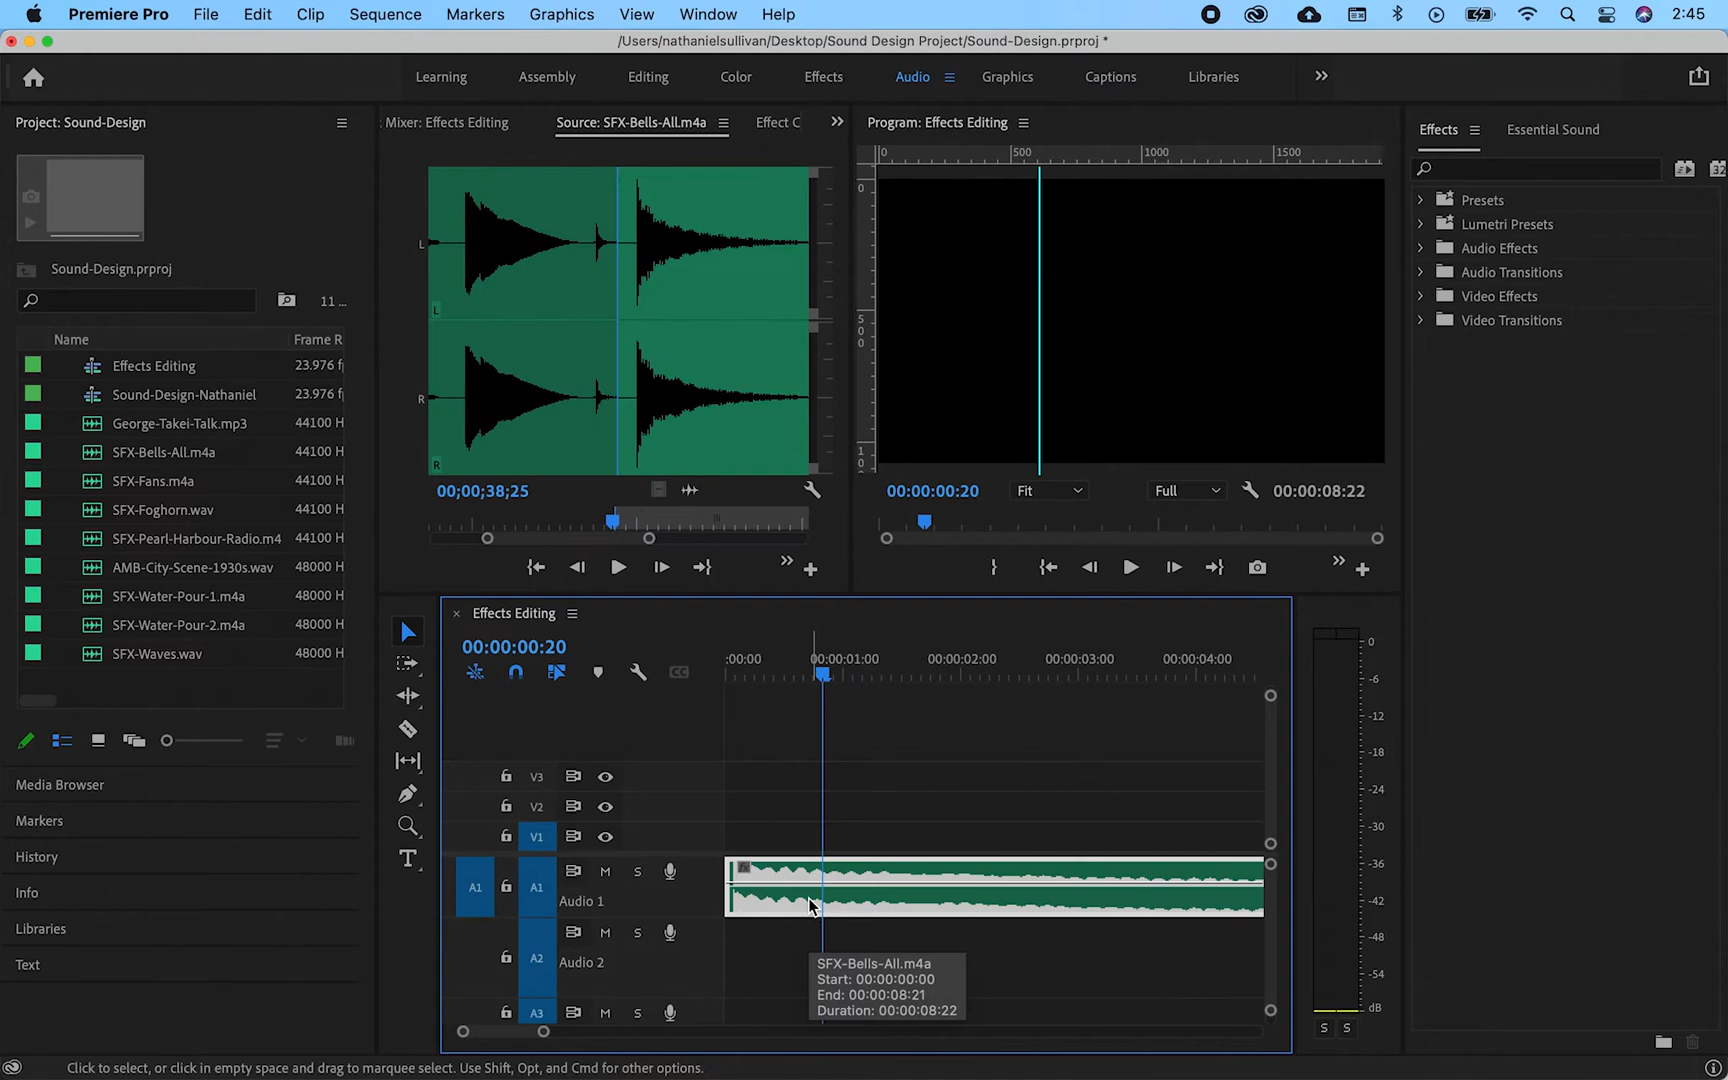 Premiere Pro File Edit Clip Sequence Markers Graphics View Window Help 2:45
/Users/nathanielsullivan/Desktop/Sound Design Project/Sound-Design.prproj *
Learning Assembly Editing Color Effects Audio Graphics Captions Libraries
Project: Sound-Design
Sound-Design.prproj
11 ...
Name Frame R
Effects Editing 23.976 f
Sound-Design-Nathaniel 23.976 f
George-Takei-Talk.mp3 44100 H
SFX-Bells-All.m4a 44100 H
SFX-Fans.m4a 44100 H
SFX-Foghorn.wav 44100 H
SFX-Pearl-Harbour-Radio.m4 44100 H
AMB-City-Scene-1930s.wav 48000 H
SFX-Water-Pour-1.m4a 48000 H
SFX-Water-Pour-2.m4a 48000 H
SFX-Waves.wav 48000 H
Media Browser
Markers
History
Info
Libraries
Text
Mixer: Effects Editing Source: SFX-Bells-All.m4a Effect C
L
L
R
R
00;00;38;25
Program: Effects Editing
0 500 1000 1500
0
5
0
0
1
0
00:00:00:20 Fit Full 00:00:08:22
Effects Essential Sound
32
Presets
Lumetri Presets
Audio Effects
Audio Transitions
Video Effects
Video Transitions
× Effects Editing
00:00:00:20
CC
:00:00 00:00:01:00 00:00:02:00 00:00:03:00 00:00:04:00
V3
V2
V1
A1 A1 M S
Audio 1
fx
A2 M S
Audio 2
A3 M S
SFX-Bells-All.m4a
Start: 00:00:00:00
End: 00:00:08:21
Duration: 00:00:08:22
0
-6
-12
-18
-24
-30
-36
-42
-48
-54
dB
S S
Click to select, or click in empty space and drag to marquee select. Use Shift, Opt, and Cmd for other options.